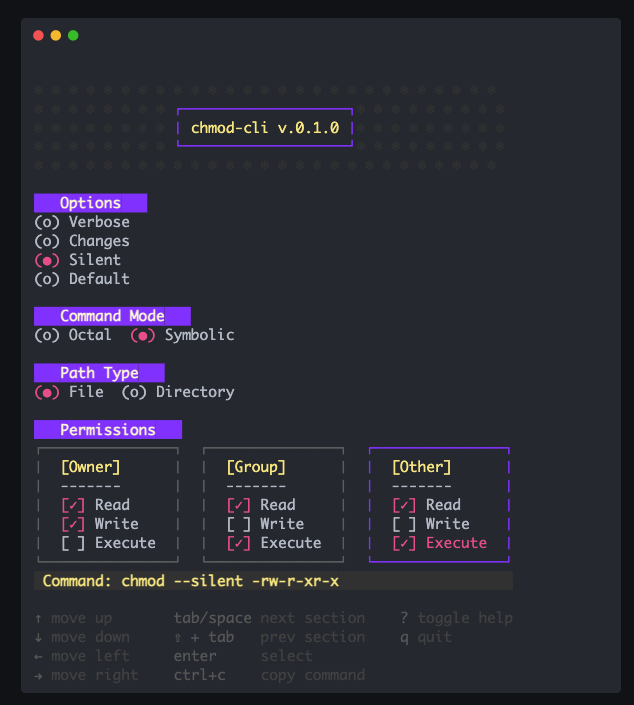 chmod-cli v.0.1.0
Options
(o) Verbose
(o) Changes
(●) Silent
(o) Default
Command Mode
(o) Octal (●) Symbolic
Path Type
(●) File (o) Directory
Permissions
[Owner] [Group] [Other]
------- ------- -------
[✓] Read [✓] Read [✓] Read
[✓] Write [ ] Write [ ] Write
[ ] Execute [✓] Execute [✓] Execute
Command: chmod --silent -rw-r-xr-x
↑ move up tab/space next section ? toggle help
↓ move down ⇧ + tab prev section q quit
← move left enter select
→ move right ctrl+c copy command